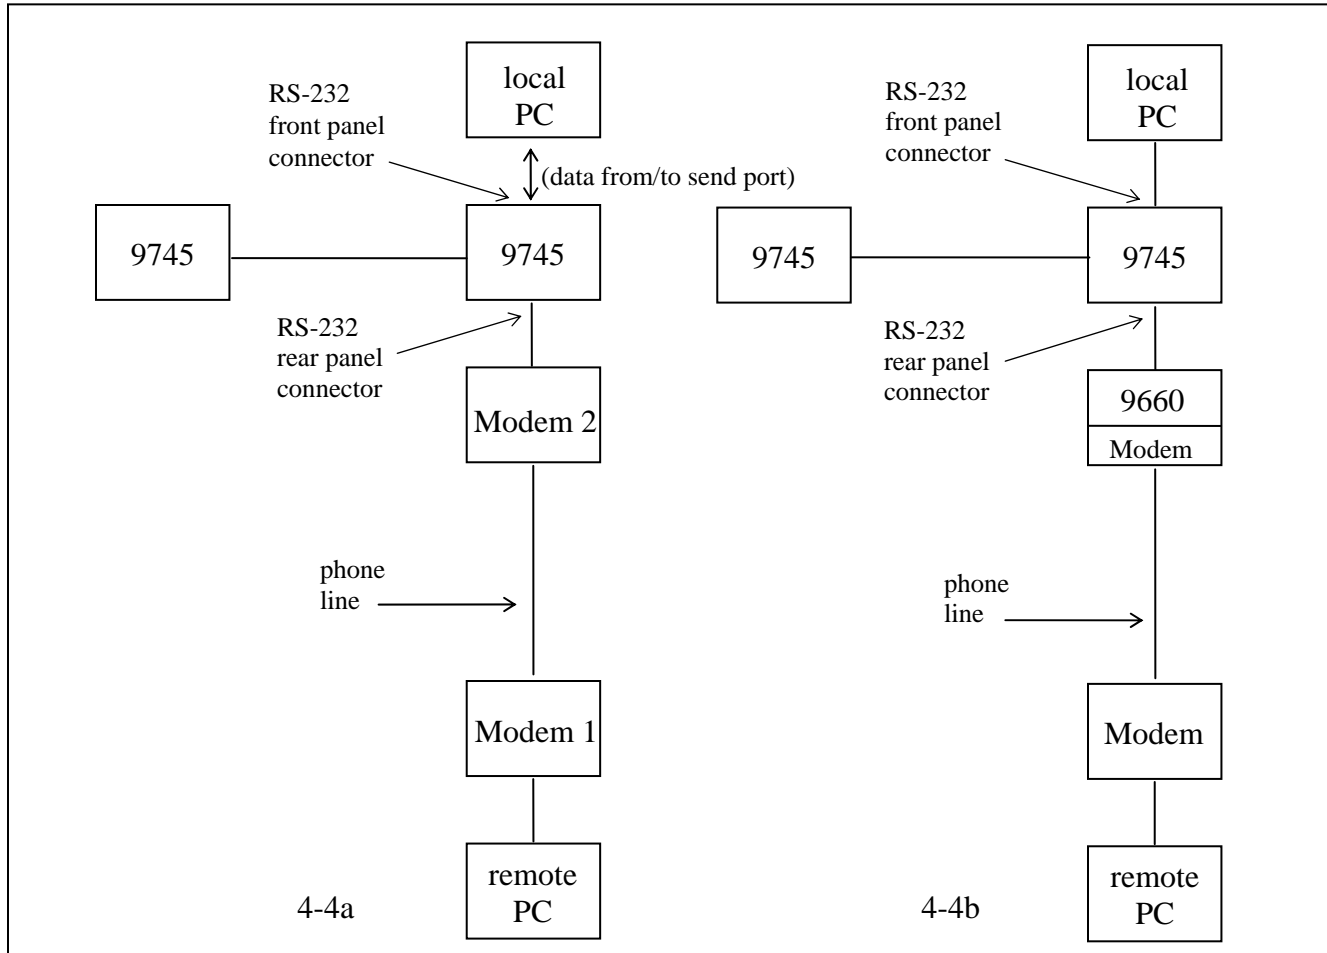 local
PC
RS-232
front panel
connector
(data from/to send port)
9745
9745
RS-232
rear panel
connector
Modem 2
phone
line
Modem 1
remote
PC
4-4a
local
PC
RS-232
front panel
connector
9745
9745
RS-232
rear panel
connector
9660
Modem
phone
line
Modem
remote
PC
4-4b